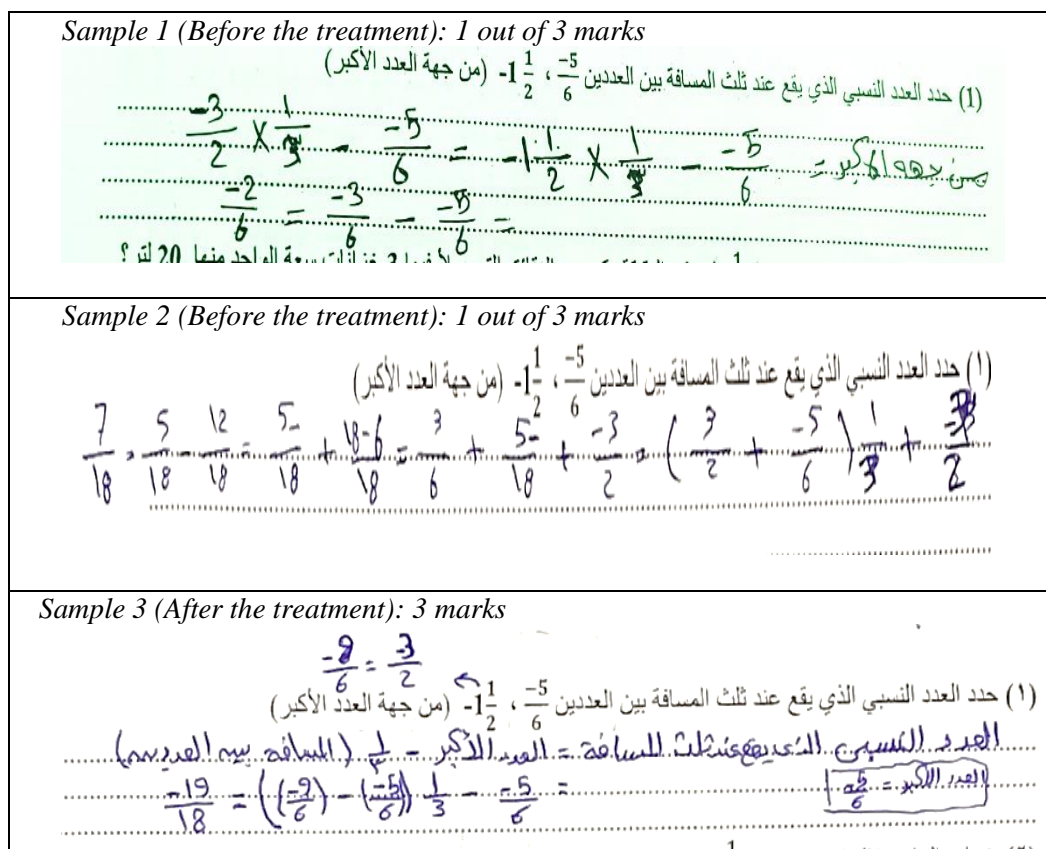 Sample 1 (Before the treatment): 1 out of 3 marks
(1) حدد العدد النسبي الذي يقع عند ثلث المسافة بين العددين -5/6 ، -1 1/2 (من جهة العدد الأكبر)
من جهة الأكبر = -5/6 - 1/3 × -1 1/2 = -5/6 - 1/3 × -3/2
= -5/6 - -3/6 = -2/6
20 لتر ؟
Sample 2 (Before the treatment): 1 out of 3 marks
(١) حدد العدد النسبي الذي يقع عند ثلث المسافة بين العددين -5/6 ، -1 1/2 (من جهة العدد الأكبر)
-3/2 + 1/3 (-5/6 + 3/2) = -3/2 + 5-/18 + 3/6 = 18-6/18 + 5-/18 = 12/18 - 5/18 = 7/18
Sample 3 (After the treatment): 3 marks
-9/6 = -3/2
(١) حدد العدد النسبي الذي يقع عند ثلث المسافة بين العددين -5/6 ، -1 1/2 (من جهة العدد الأكبر)
العدد النسبي الذي يقع عند ثلث المسافة = العدد الأكبر - 1/3 (المسافة بين العددين)
العدد الأكبر = -5/6
= -5/6 - 1/3 ((-5/6) - (-9/6)) = -19/18